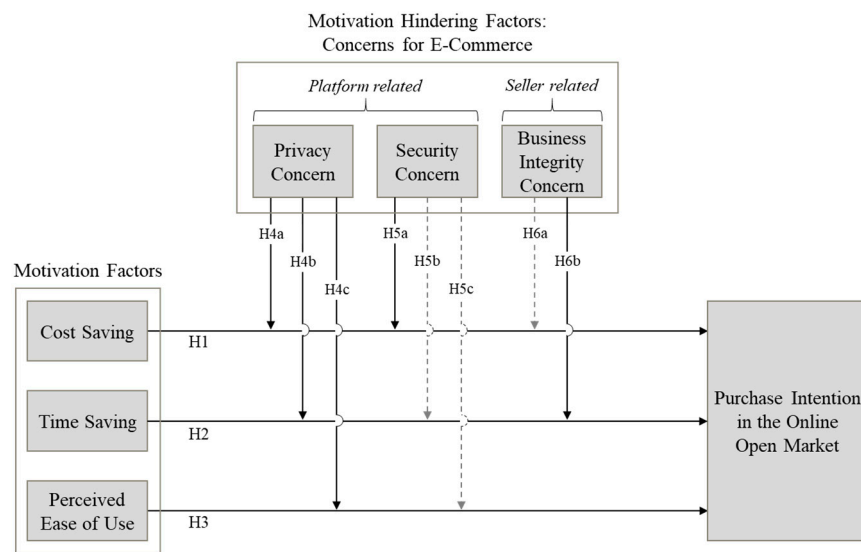 Motivation Hindering Factors:
Concerns for E-Commerce
Platform related
Seller related
Privacy
Concern
Security
Concern
Business
Integrity
Concern
H4a
H5a
H6a
H4b
H5b
H6b
H4c
H5c
Motivation Factors
Cost Saving
H1
Time Saving
H2
Perceived
Ease of Use
H3
Purchase Intention
in the Online
Open Market